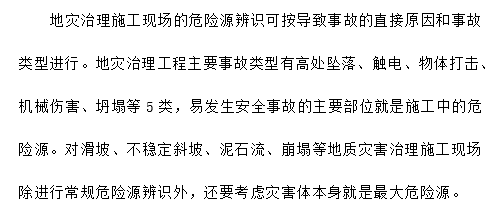 地灾治理施工现场的危险源辨识可按导致事故的直接原因和事故
类型进行。地灾治理工程主要事故类型有高处坠落、触电、物体打击、
机械伤害、坍塌等 5 类，易发生安全事故的主要部位就是施工中的危
险源。对滑坡、不稳定斜坡、泥石流、崩塌等地质灾害治理施工现场
除进行常规危险源辨识外，还要考虑灾害体本身就是最大危险源。